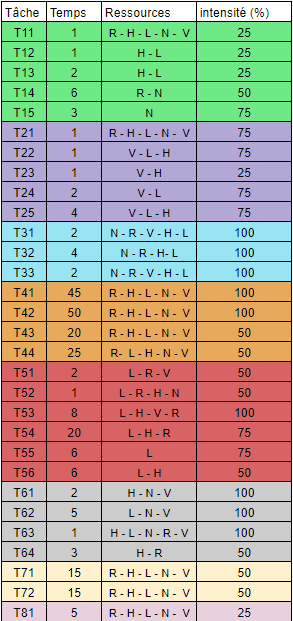 Tâche Temps Ressources intensité (%)
T11 1 R - H - L - N - V 25
T12 1 H - L 25
T13 2 H - L 25
T14 6 R - N 50
T15 3 N 75
T21 1 R - H - L - N - V 75
T22 1 V - L - H 75
T23 1 V - H 25
T24 2 V - L 75
T25 4 V - L - H 75
T31 2 N - R - V - H - L 100
T32 4 N - R - H- L 100
T33 2 N - R - V - H - L 100
T41 45 R - H - L - N - V 100
T42 50 R - H - L - N - V 100
T43 20 R - H - L - N - V 50
T44 25 R- L - H - N - V 50
T51 2 L - R - V 50
T52 1 L - R - H - N 50
T53 8 L - H - V - R 100
T54 20 L - H - R 75
T55 6 L 75
T56 6 L - H 50
T61 2 H - N - V 100
T62 5 L - N - V 100
T63 1 H - L - N - R - V 100
T64 3 H - R 50
T71 15 R - H - L - N - V 50
T72 15 R - H - L - N - V 50
T81 5 R - H - L - N - V 25